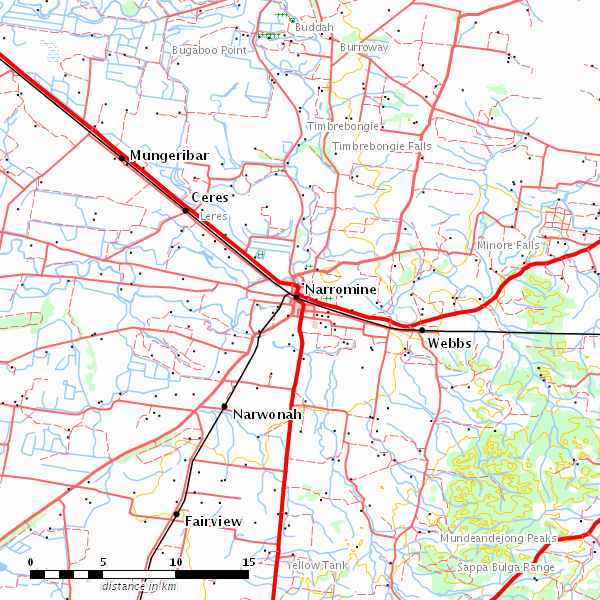 Buddah
Bugaboo Point
Burroway
Timbrebongie
Timbrebongie Falls
Mungeribar
Ceres
Leres
Minore Falls
Narromine
Webbs
Narwonah
Fairview
Mundeandejong Peaks
Yellow Tank
Sappa Bulga Range
0 5 10 15
distance in km